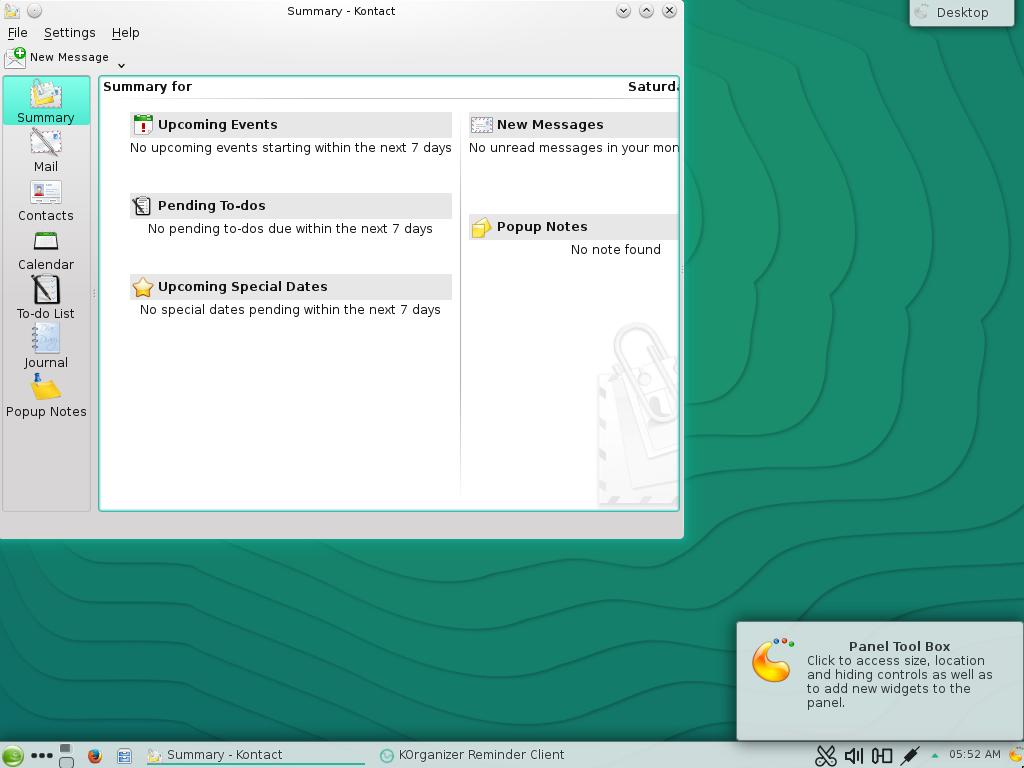 Summary - Kontact
Desktop
File Settings Help
New Message
Summary for
Saturda
Summary
Mail
Contacts
Calendar
To-do List
Journal
Popup Notes
Upcoming Events
No upcoming events starting within the next 7 days
Pending To-dos
No pending to-dos due within the next 7 days
Upcoming Special Dates
No special dates pending within the next 7 days
New Messages
No unread messages in your mon
Popup Notes
No note found
Panel Tool Box
Click to access size, location
and hiding controls as well as
to add new widgets to the
panel.
Summary - Kontact
KOrganizer Reminder Client
05:52 AM